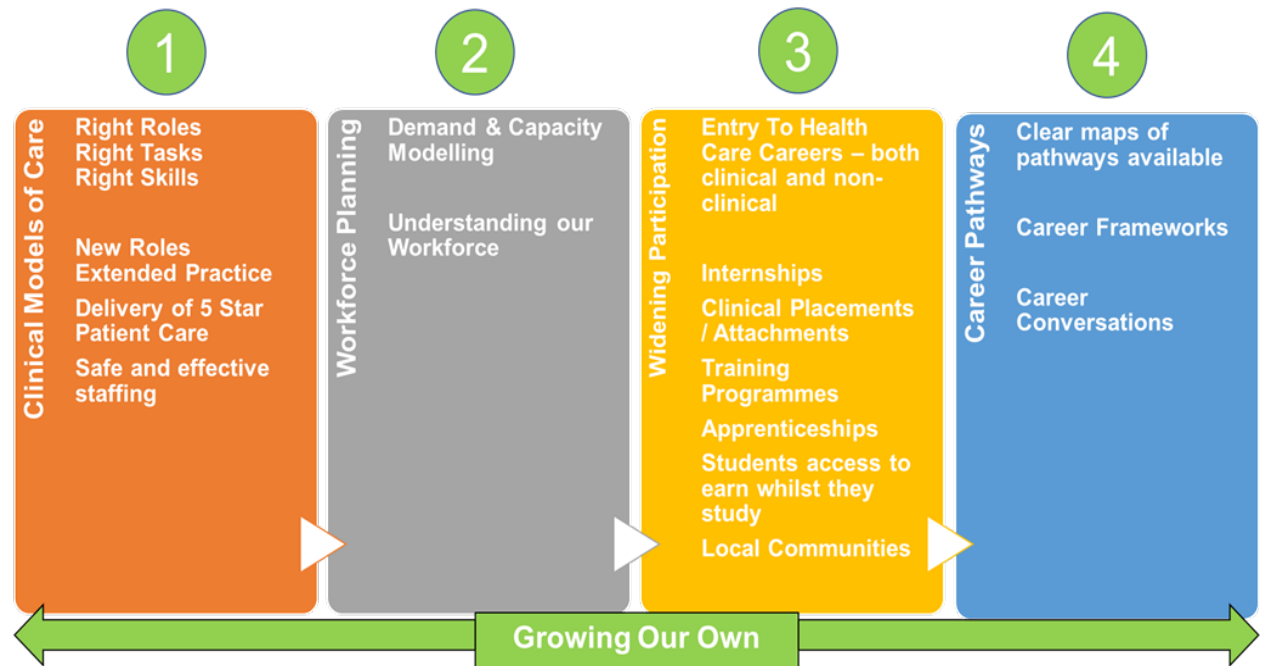 1
2
3
4
Clinical Models of Care
Right Roles
Right Tasks
Right Skills
New Roles
Extended Practice
Delivery of 5 Star
Patient Care
Safe and effective
staffing
Workforce Planning
Demand & Capacity
Modelling
Understanding our
Workforce
Widening Participation
Entry To Health
Care Careers – both
clinical and non-
clinical
Internships
Clinical Placements
/ Attachments
Training
Programmes
Apprenticeships
Students access to
earn whilst they
study
Local Communities
Career Pathways
Clear maps of
pathways available
Career Frameworks
Career
Conversations
Growing Our Own